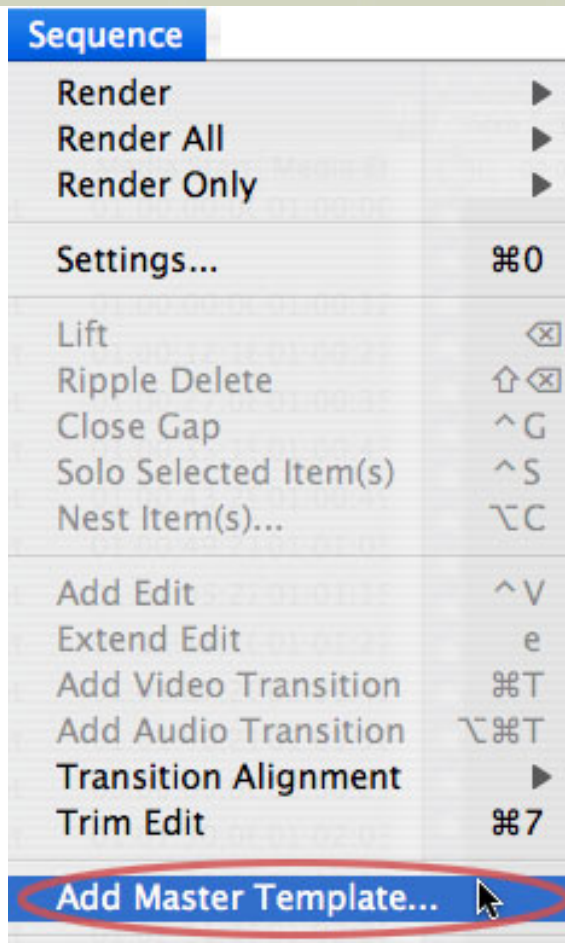 Sequence
Render ▶
Render All ▶
Render Only ▶
Settings... ⌘0
Lift ⌫
Ripple Delete ⇧⌫
Close Gap ^G
Solo Selected Item(s) ^S
Nest Item(s)... ⌥C
Add Edit ^V
Extend Edit e
Add Video Transition ⌘T
Add Audio Transition ⌥⌘T
Transition Alignment ▶
Trim Edit ⌘7
Add Master Template...